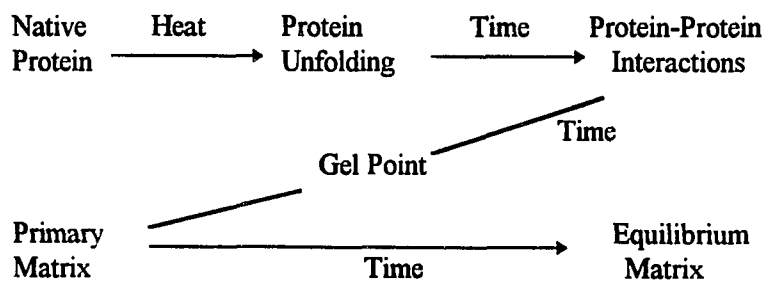 Native Heat Protein Time Protein-Protein
Protein Unfolding Interactions
Time
Gel Point
Primary Equilibrium
Matrix Time Matrix